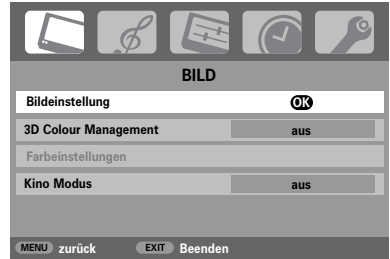 BILD
Bildeinstellung OK
3D Colour Management aus
Farbeinstellungen
Kino Modus aus
MENU zurück EXIT Beenden